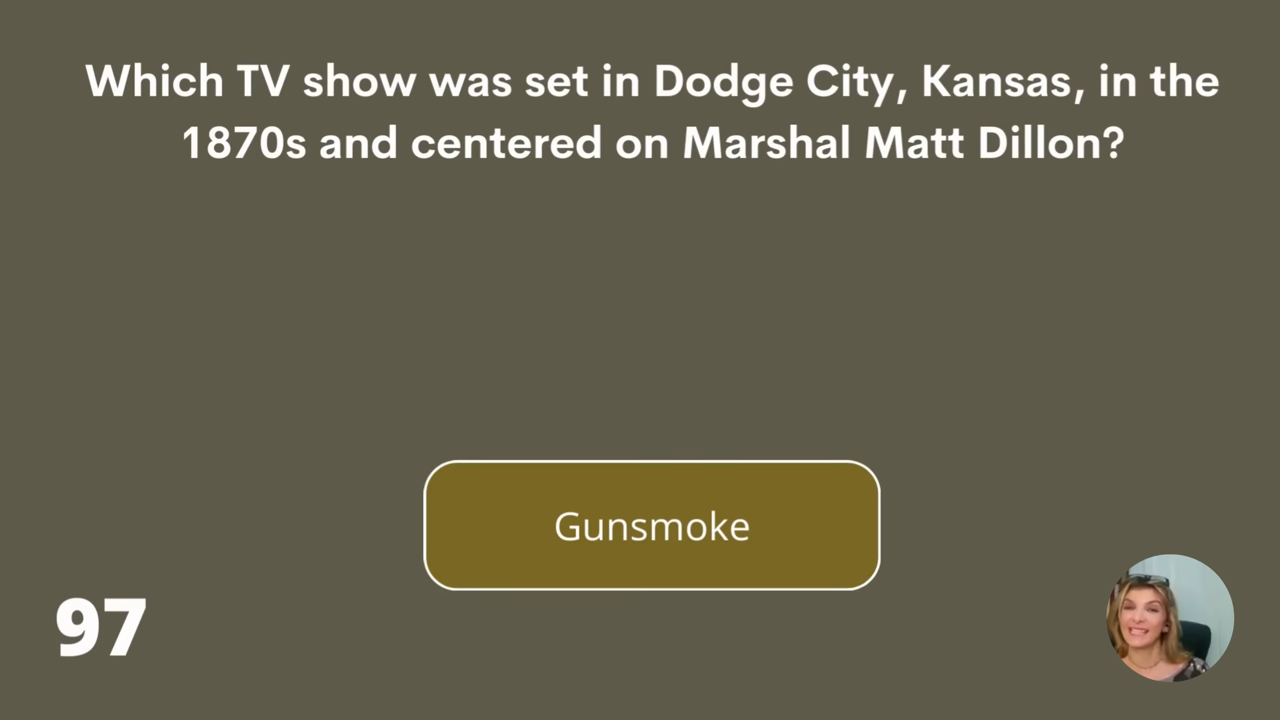 Which TV show was set in Dodge City, Kansas, in the
1870s and centered on Marshal Matt Dillon?
Gunsmoke
97